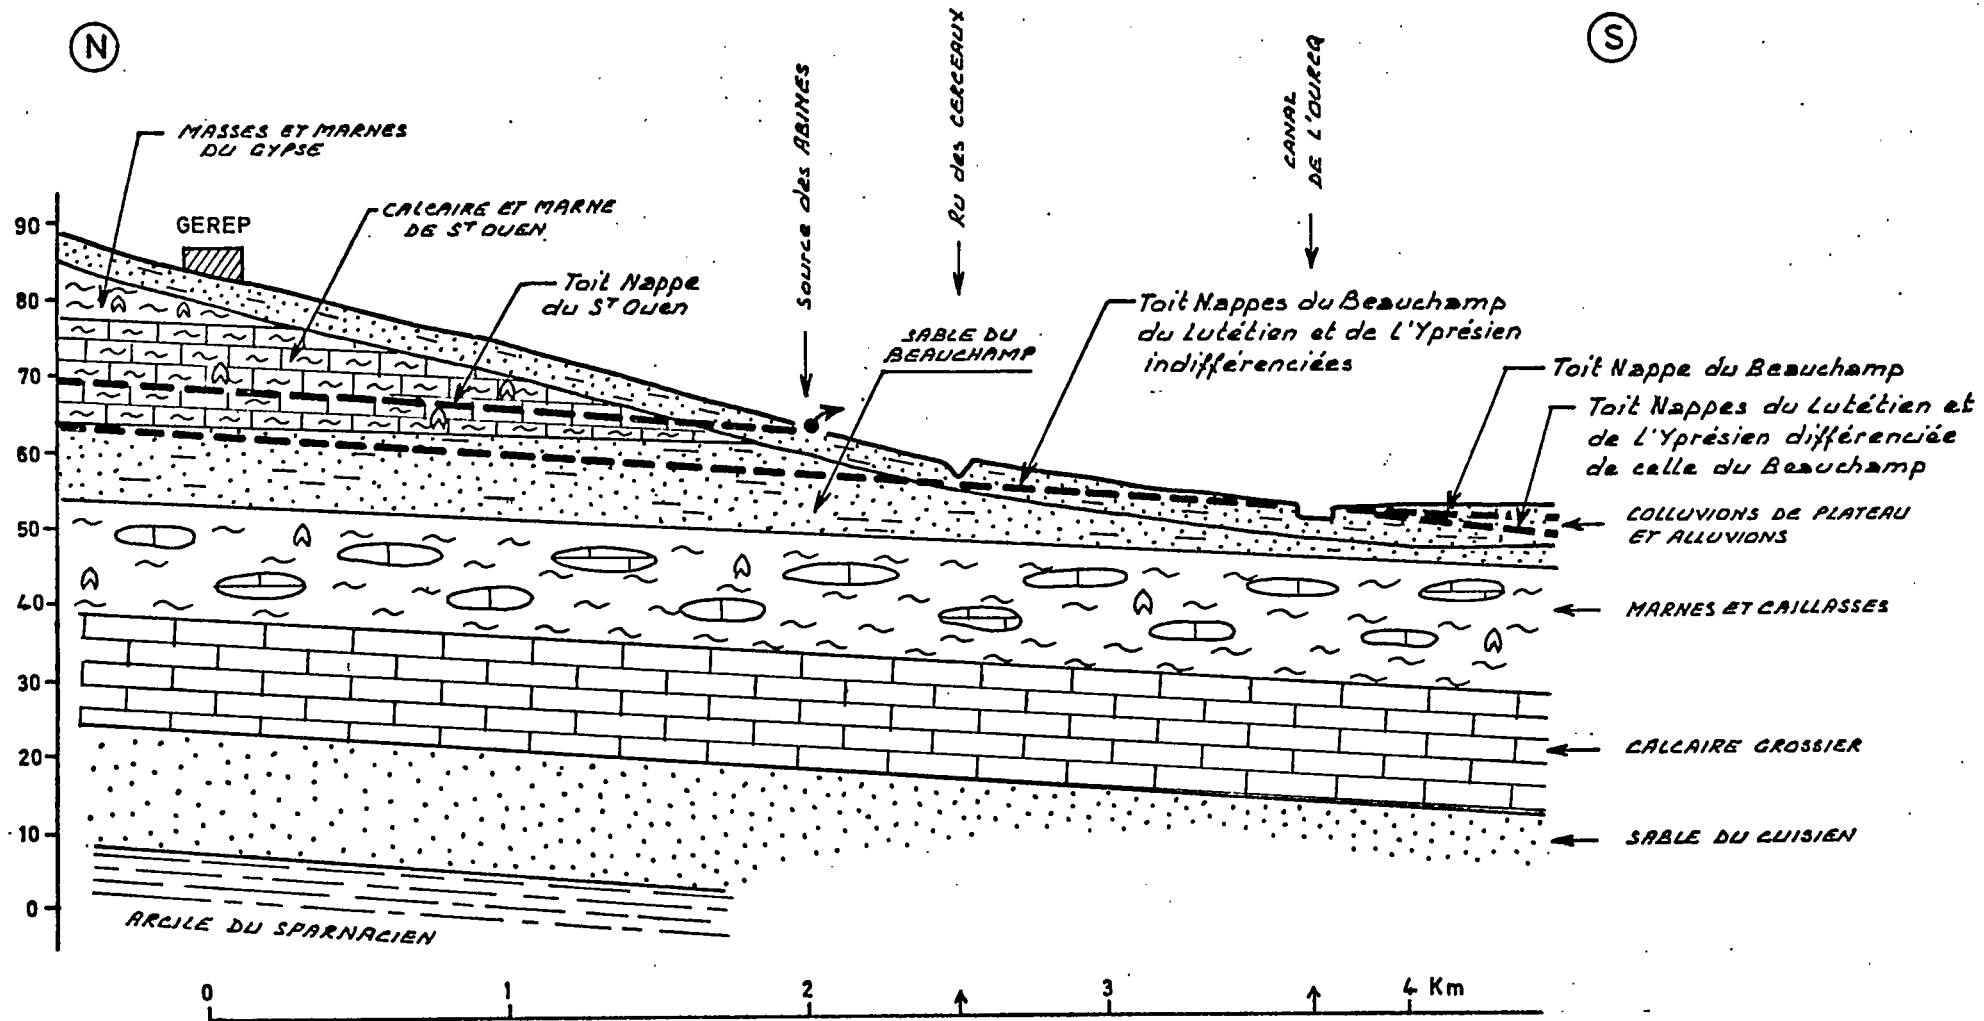 N
S
MASSES ET MARNES
DU GYPSE
CALCAIRE ET MARNE
DE ST OUEN
GEREP
Toit Nappe
du ST Ouen
Source des ABIMES
Ru des CERCEAUX
CANAL
DE L'OURCQ
SABLE DU
BEAUCHAMP
Toit Nappes du Beauchamp
du Lutétien et de l'Yprésien
indifférenciées
Toit Nappe du Beauchamp
Toit Nappes du Lutétien et
de l'Yprésien différenciée
de celle du Beauchamp
COLLUVIONS DE PLATEAU
ET ALLUVIONS
MARNES ET CAILLASSES
CALCAIRE GROSSIER
SABLE DU CUISIEN
ARGILE DU SPARNACIEN
90
80
70
60
50
40
30
20
10
0
0 1 2 3 4 Km